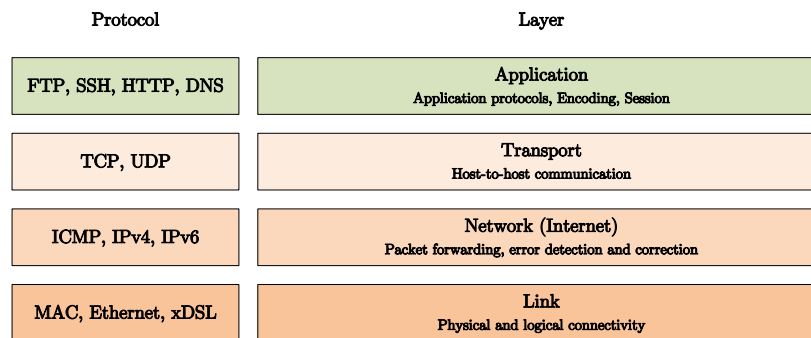 Protocol Layer
FTP, SSH, HTTP, DNS
Application
Application protocols, Encoding, Session
TCP, UDP
Transport
Host-to-host communication
ICMP, IPv4, IPv6
Network (Internet)
Packet forwarding, error detection and correction
MAC, Ethernet, xDSL
Link
Physical and logical connectivity